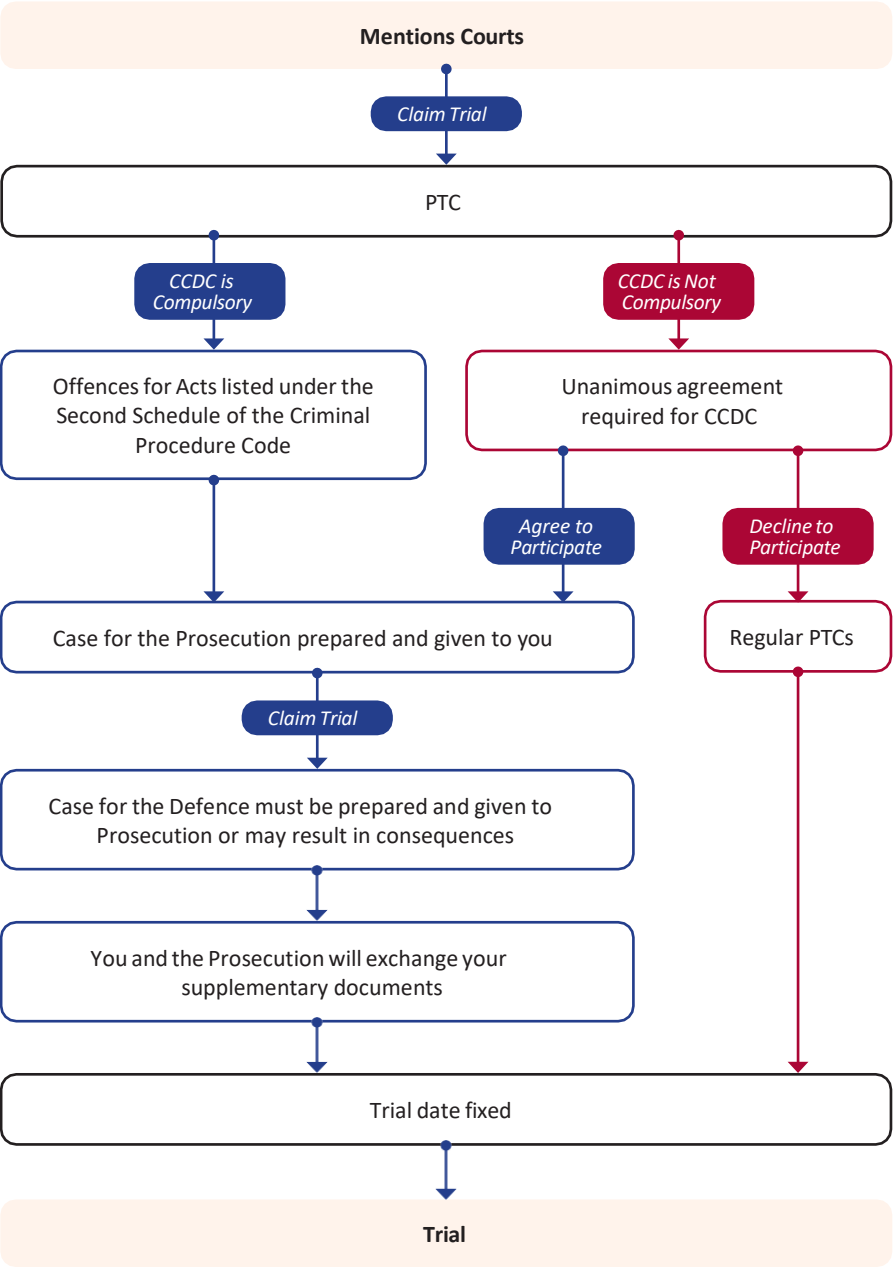 Mentions Courts
Claim Trial
PTC
CCDC is
Compulsory
CCDC is Not
Compulsory
Offences for Acts listed under the
Second Schedule of the Criminal
Procedure Code
Unanimous agreement
required for CCDC
Agree to
Participate
Decline to
Participate
Case for the Prosecution prepared and given to you
Regular PTCs
Claim Trial
Case for the Defence must be prepared and given to
Prosecution or may result in consequences
You and the Prosecution will exchange your
supplementary documents
Trial date fixed
Trial